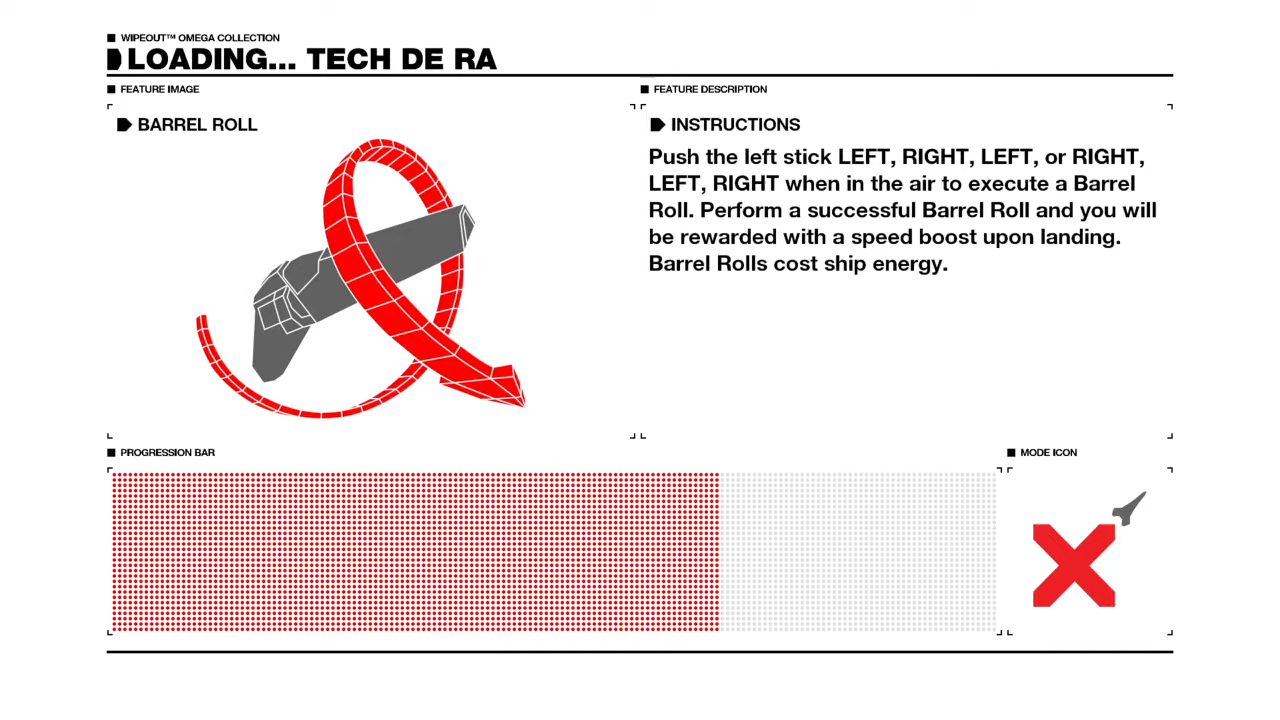 WIPEOUT™ OMEGA COLLECTION
LOADING... TECH DE RA
FEATURE IMAGE
BARREL ROLL
FEATURE DESCRIPTION
INSTRUCTIONS
Push the left stick LEFT, RIGHT, LEFT, or RIGHT,
LEFT, RIGHT when in the air to execute a Barrel
Roll. Perform a successful Barrel Roll and you will
be rewarded with a speed boost upon landing.
Barrel Rolls cost ship energy.
PROGRESSION BAR
MODE ICON